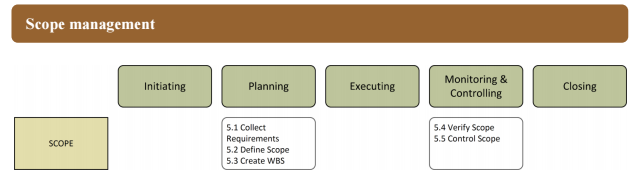 Scope management
Initiating
Planning
Executing
Monitoring &
Controlling
Closing
SCOPE
5.1 Collect
Requirements
5.2 Define Scope
5.3 Create WBS
5.4 Verify Scope
5.5 Control Scope